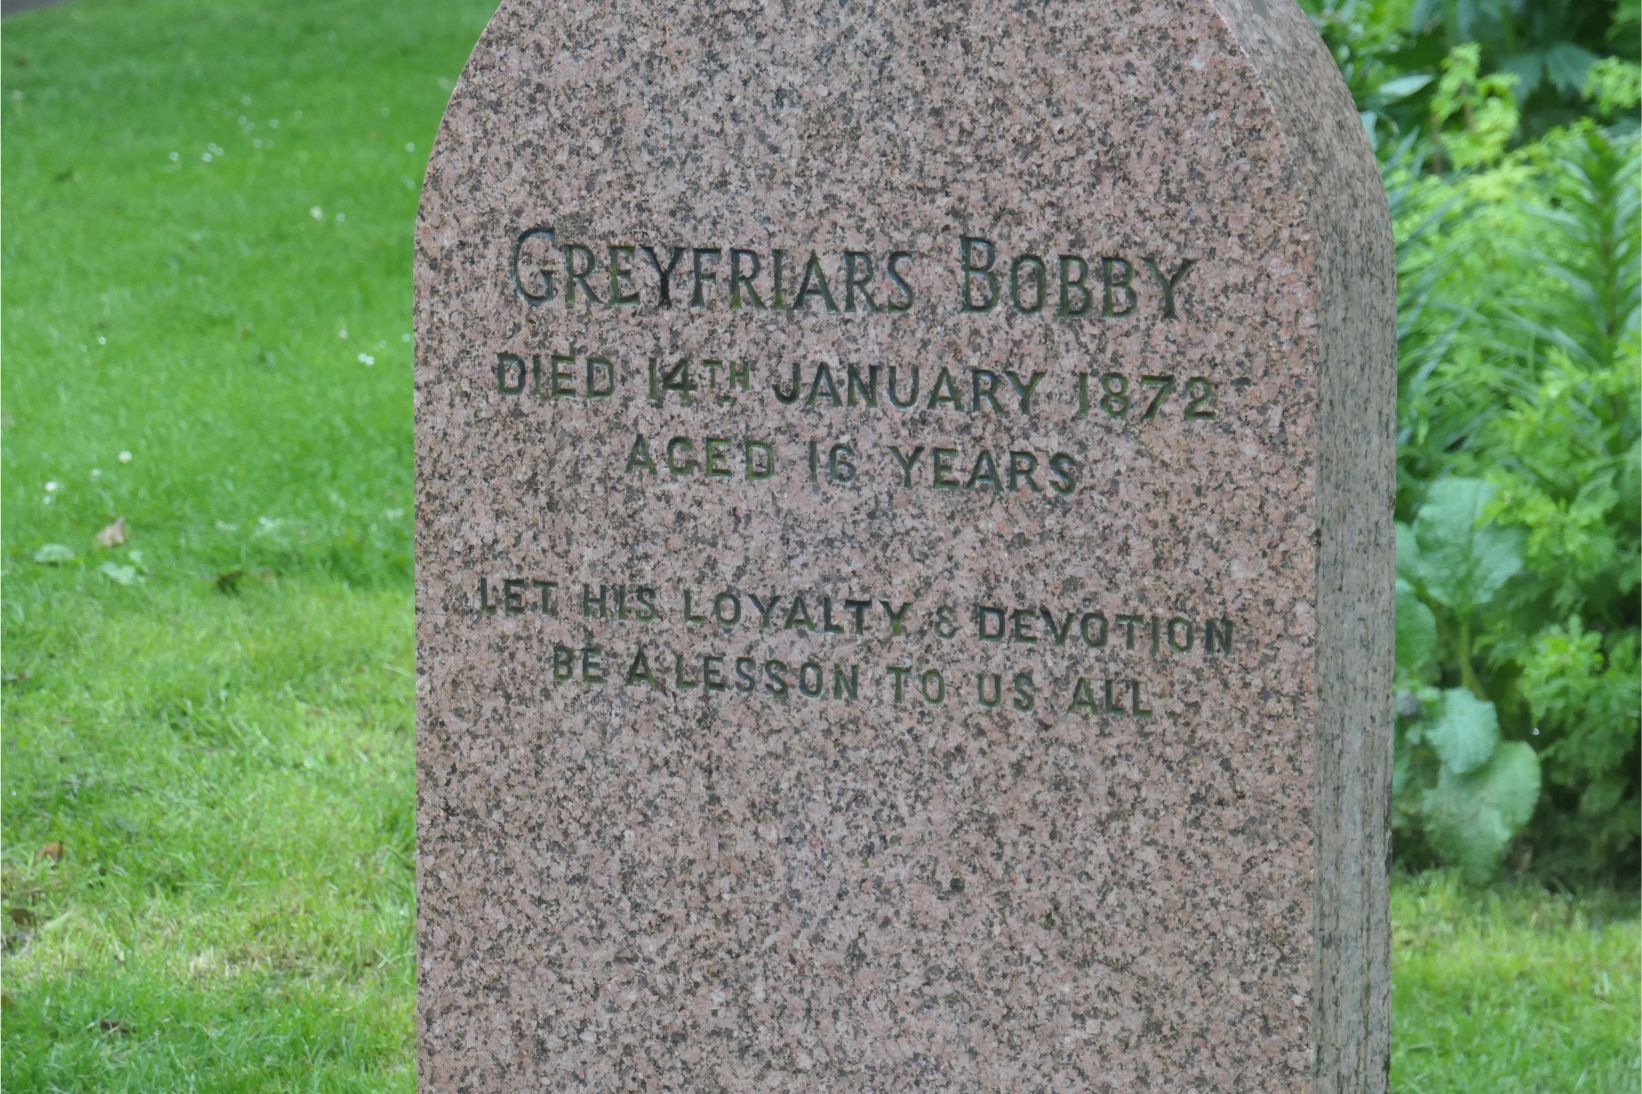 GREYFRIARS BOBBY
DIED 14TH JANUARY 1872
AGED 16 YEARS
LET HIS LOYALTY & DEVOTION
BE A LESSON TO US ALL